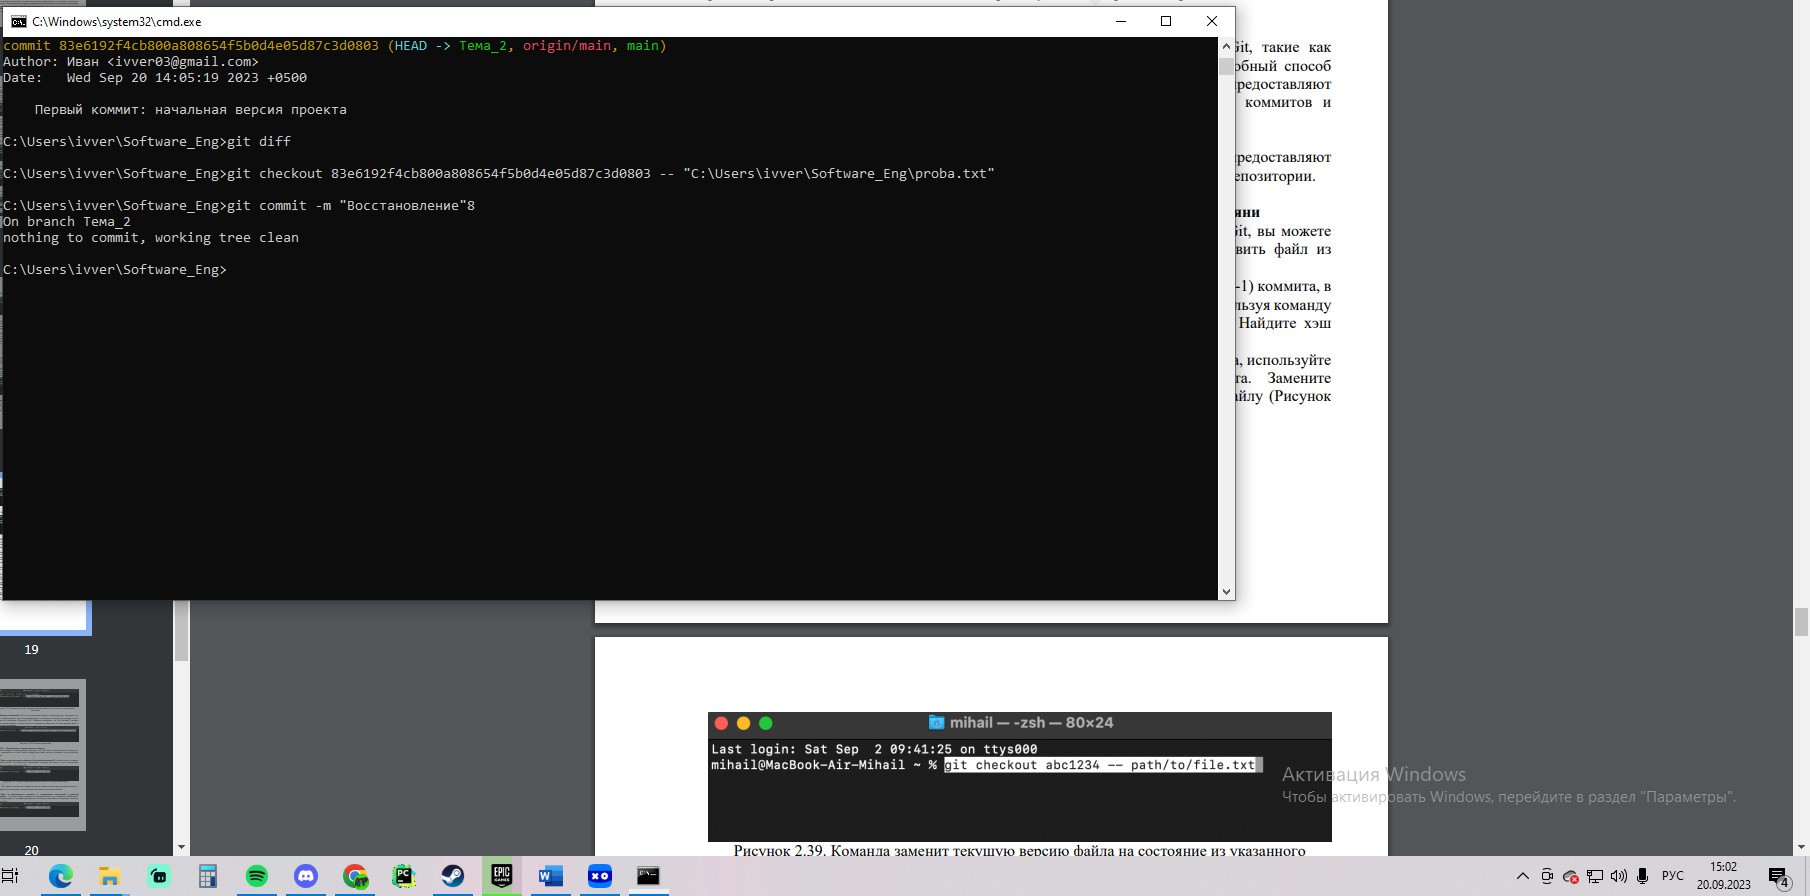 C:\Windows\system32\cmd.exe
commit 83e6192f4cb800a808654f5b0d4e05d87c3d0803 (HEAD -> Тема_2, origin/main, main)
Author: Иван <ivver03@gmail.com>
Date:   Wed Sep 20 14:05:19 2023 +0500
Первый коммит: начальная версия проекта
C:\Users\ivver\Software_Eng>git diff
C:\Users\ivver\Software_Eng>git checkout 83e6192f4cb800a808654f5b0d4e05d87c3d0803 -- "C:\Users\ivver\Software_Eng\proba.txt"
C:\Users\ivver\Software_Eng>git commit -m "Восстановление"8
On branch Тема_2
nothing to commit, working tree clean
C:\Users\ivver\Software_Eng>
Git, такие как
обный способ
предоставляют
коммитов и
предоставляют
епозитории.
яни
Git, вы можете
вить файл из
-1) коммита, в
льзуя команду
Найдите хэш
а, используйте
та. Замените
айлу (Рисунок
19
20
mihail — -zsh — 80×24
Last login: Sat Sep  2 09:41:25 on ttys000
mihail@MacBook-Air-Mihail ~ % git checkout abc1234 -- path/to/file.txt
Рисунок 2.39. Команда заменит текущую версию файла на состояние из указанного
Активация Windows
Чтобы активировать Windows, перейдите в раздел "Параметры".
PC
EPIC GAMES
РУС
15:02
20.09.2023
4